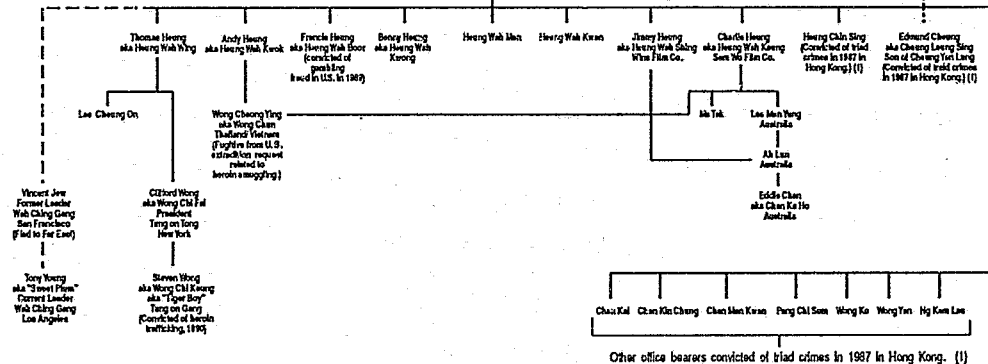 Thomas Heung
aka Heung Wah Wing
Andy Heung
aka Heung Wah Kwok
Francis Heung
aka Heung Wah Boor
(convicted of
gambling
fraud in U.S. in 1989)
Benny Heung
aka Heung Wah
Kwong
Heung Wah Man
Heung Wah Kwan
Jimmy Heung
aka Heung Wah Shing
Wins Film Co.
Charlie Heung
aka Heung Wah Keung
Film Co.
Heung Chin Sing
(Convicted of triad
crimes in 1987 in
Hong Kong.) (1)
Edmund Cheung
aka Cheung Leung Sing
Son of Cheung Yan Lung
(Convicted of triad crimes
in 1987 in Hong Kong.) (1)
Lee Cheung On
Wong Cheong Ying
aka Wong Chun
Thailand/Vietnam
(Fugitive from U.S.,
extradition request
related to
heroin smuggling.)
Ma Tak
Lee Man Yung
Australia
Ah Lun
Australia
Eddie Chan
aka Chan Ka Ho
Australia
Vincent Jew
Former Leader
Wah Ching Gang
San Francisco
(Fled to Far East)
Clifford Wong
aka Wong Chi Fai
President
Tung on Tong
New York
Tony Young
aka "Sweet Plum"
Current Leader
Wah Ching Gang
Los Angeles
Steven Wong
aka Wong Chi Keung
aka "Tiger Boy"
Tung on Gang
(Convicted of heroin
trafficking, 1990)
Chau Kai
Chan Kin Chung
Chan Man Kwan
Pang Chi Sum
Wong Ko
Wong Yan
Ng Kam Lee
Other office bearers convicted of triad crimes in 1987 in Hong Kong. (1)